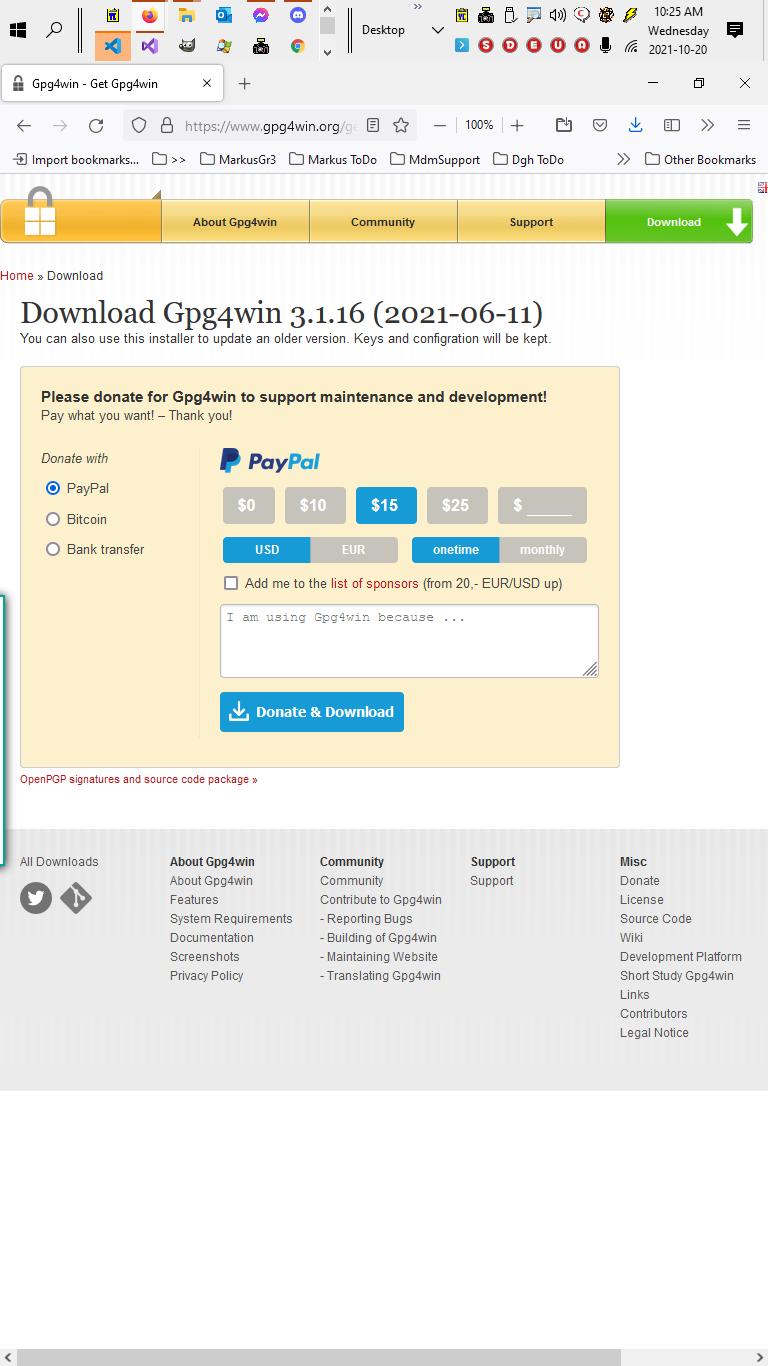 Desktop
10:25 AM
Wednesday
2021-10-20
S D E U A
Gpg4win - Get Gpg4win
https://www.gpg4win.org/ge
100%
Import bookmarks...
>>
MarkusGr3
Markus ToDo
MdmSupport
Dgh ToDo
Other Bookmarks
About Gpg4win
Community
Support
Download
Home » Download
Download Gpg4win 3.1.16 (2021-06-11)
You can also use this installer to update an older version. Keys and configration will be kept.
Please donate for Gpg4win to support maintenance and development!
Pay what you want! – Thank you!
Donate with
PayPal
Bitcoin
Bank transfer
PayPal
$0 $10 $15 $25 $ _____
USD EUR onetime monthly
Add me to the list of sponsors (from 20,- EUR/USD up)
I am using Gpg4win because ...
Donate & Download
OpenPGP signatures and source code package »
All Downloads
About Gpg4win
About Gpg4win
Features
System Requirements
Documentation
Screenshots
Privacy Policy
Community
Community
Contribute to Gpg4win
- Reporting Bugs
- Building of Gpg4win
- Maintaining Website
- Translating Gpg4win
Support
Support
Misc
Donate
License
Source Code
Wiki
Development Platform
Short Study Gpg4win
Links
Contributors
Legal Notice